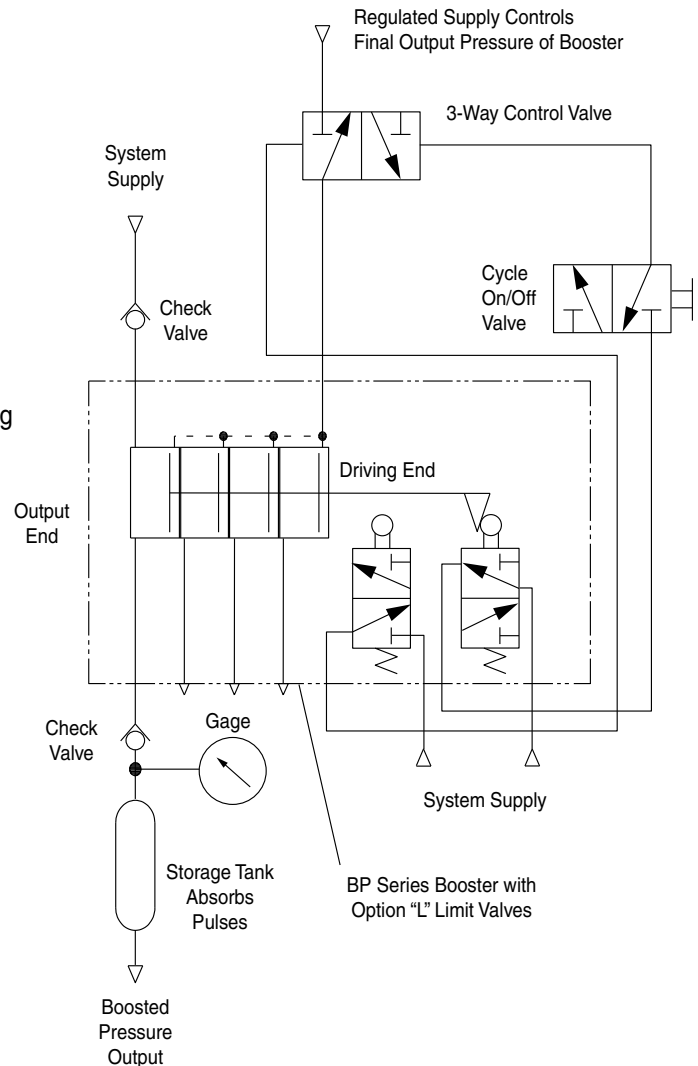 Regulated Supply Controls
Final Output Pressure of Booster
3-Way Control Valve
System
Supply
Cycle
On/Off
Valve
Check
Valve
g
Driving End
Output
End
Check
Valve
Gage
System Supply
Storage Tank
Absorbs
Pulses
BP Series Booster with
Option “L” Limit Valves
Boosted
Pressure
Output